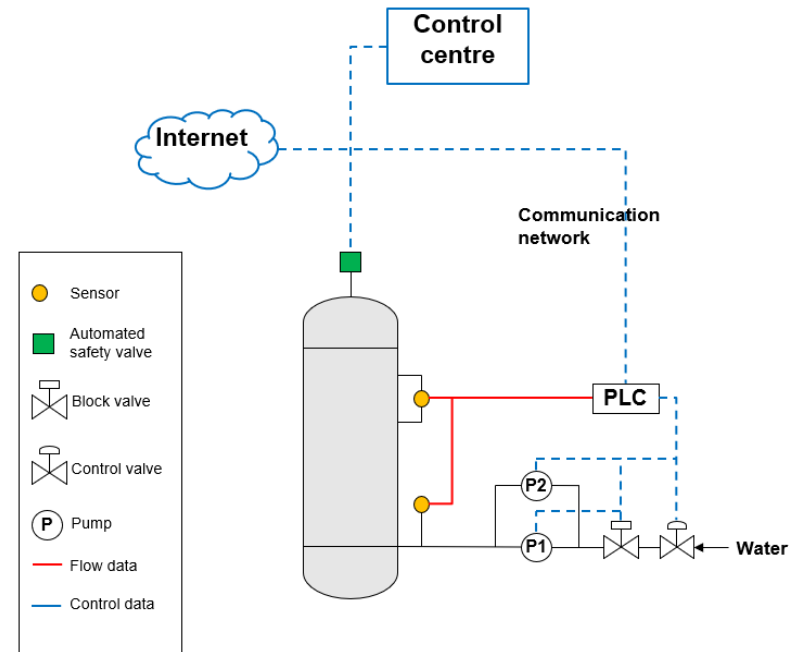 Control
centre
Internet
Communication
network
Sensor
Automated
safety valve
Block valve
Control valve
P
Pump
Flow data
Control data
PLC
P2
P1
Water